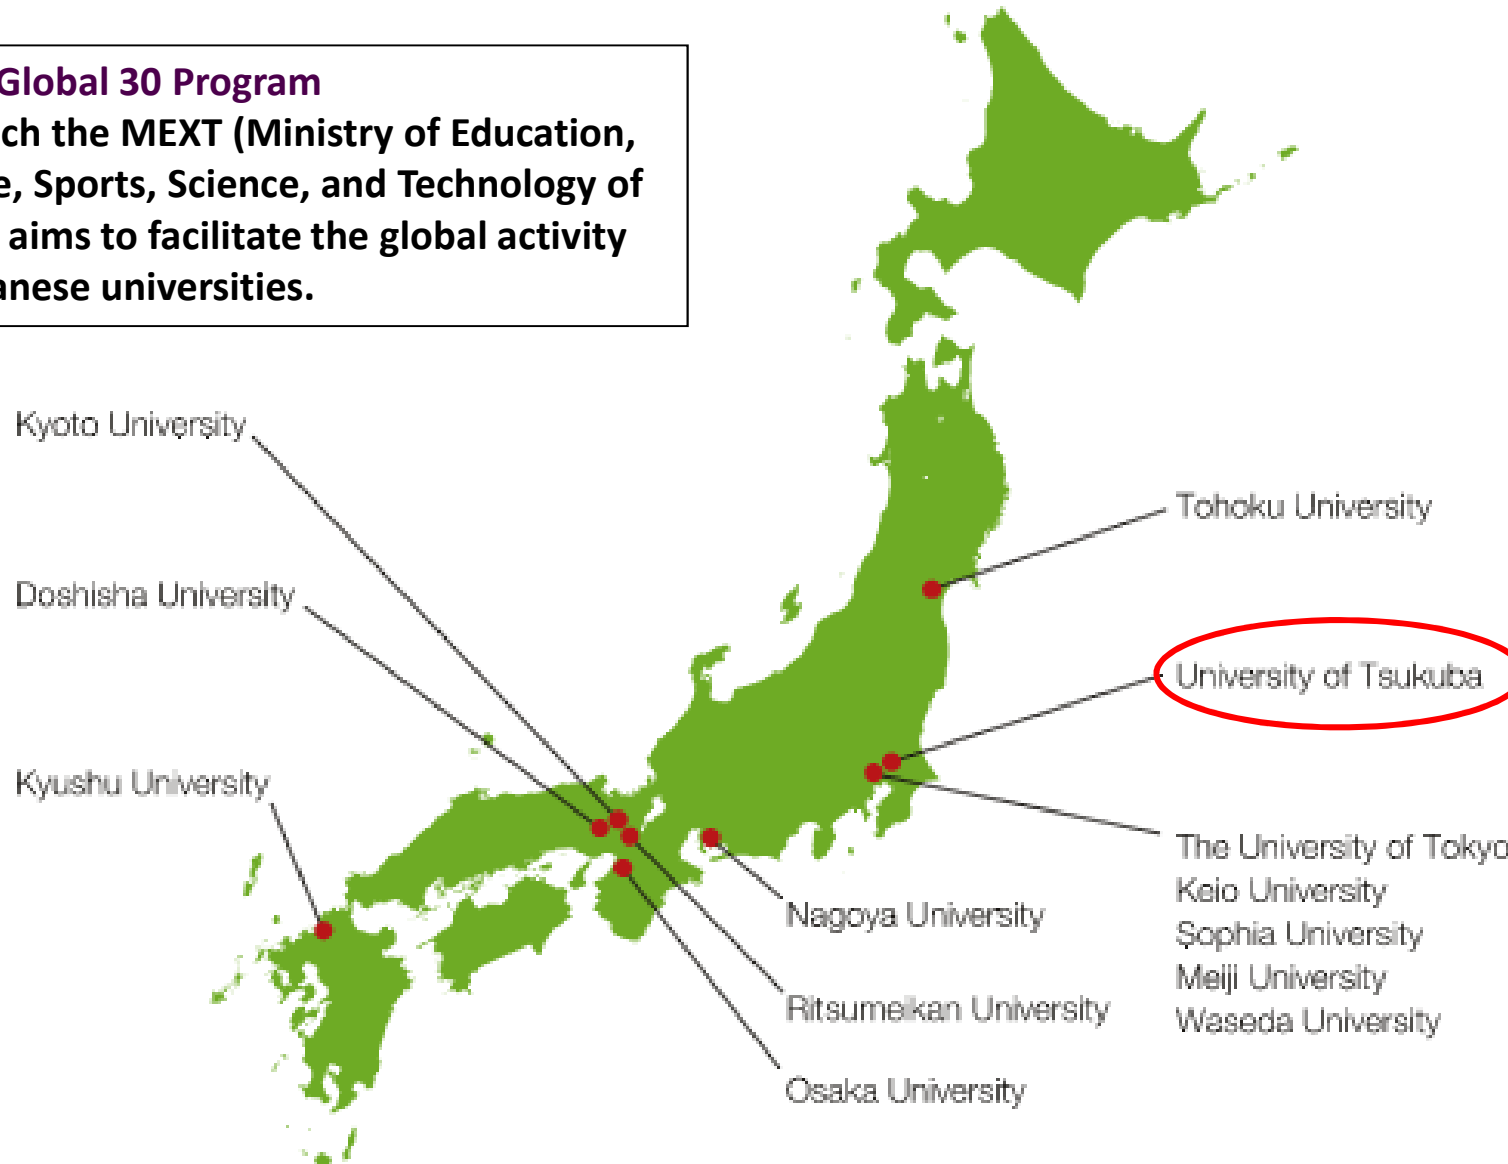 Global 30 Program
ch the MEXT (Ministry of Education,
e, Sports, Science, and Technology of
aims to facilitate the global activity
anese universities.
Kyoto University
Tohoku University
Doshisha University
University of Tsukuba
Kyushu University
The University of Tokyo
Keio University
Nagoya University
Sophia University
Meiji University
Ritsumeikan University
Waseda University
Osaka University